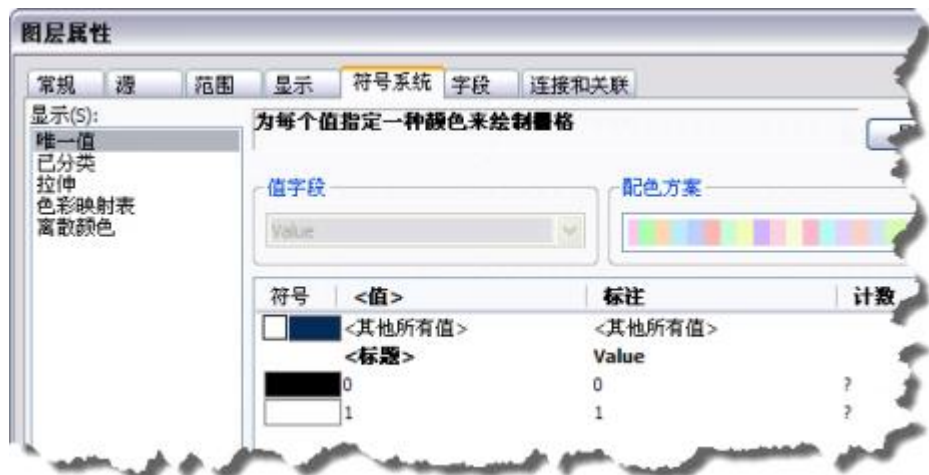 图层属性
常规 源 范围 显示 符号系统 字段 连接和关联
显示(S):
唯一值
已分类
拉伸
色彩映射表
离散颜色
为每个值指定一种颜色来绘制栅格
值字段
Value
配色方案
符号 <值> 标注 计数
<其他所有值> <其他所有值>
<标题> Value
0 0 ?
1 1 ?